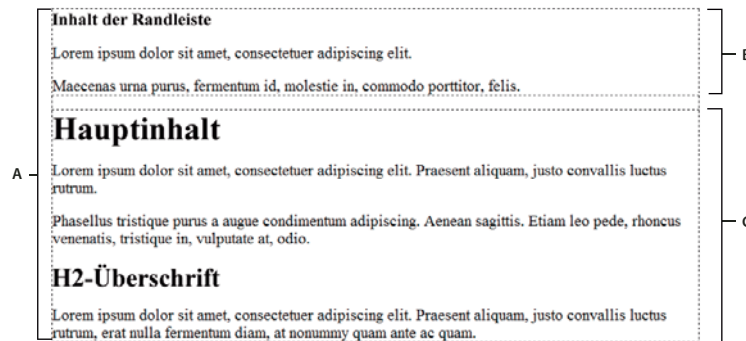 Inhalt der Randleiste
Lorem ipsum dolor sit amet, consectetuer adipiscing elit.
B
Maecenas urna purus, fermentum id, molestie in, commodo porttitor, felis.
Hauptinhalt
A
Lorem ipsum dolor sit amet, consectetuer adipiscing elit. Praesent aliquam, justo convallis luctus
rutrum.
Phasellus tristique purus a augue condimentum adipiscing. Aenean sagittis. Etiam leo pede, rhoncus
C
venenatis, tristique in, vulputate at, odio.
H2-Überschrift
Lorem ipsum dolor sit amet, consectetuer adipiscing elit. Praesent aliquam, justo convallis luctus
rutrum, erat nulla fermentum diam, at nonummy quam ante ac quam.